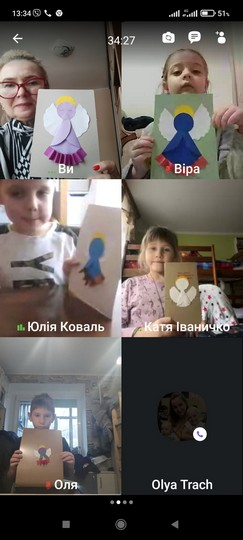 13:34
51%
34:27
Ви
Віра
Юлія Коваль
Катя Іваничко
Оля
Olya Trach